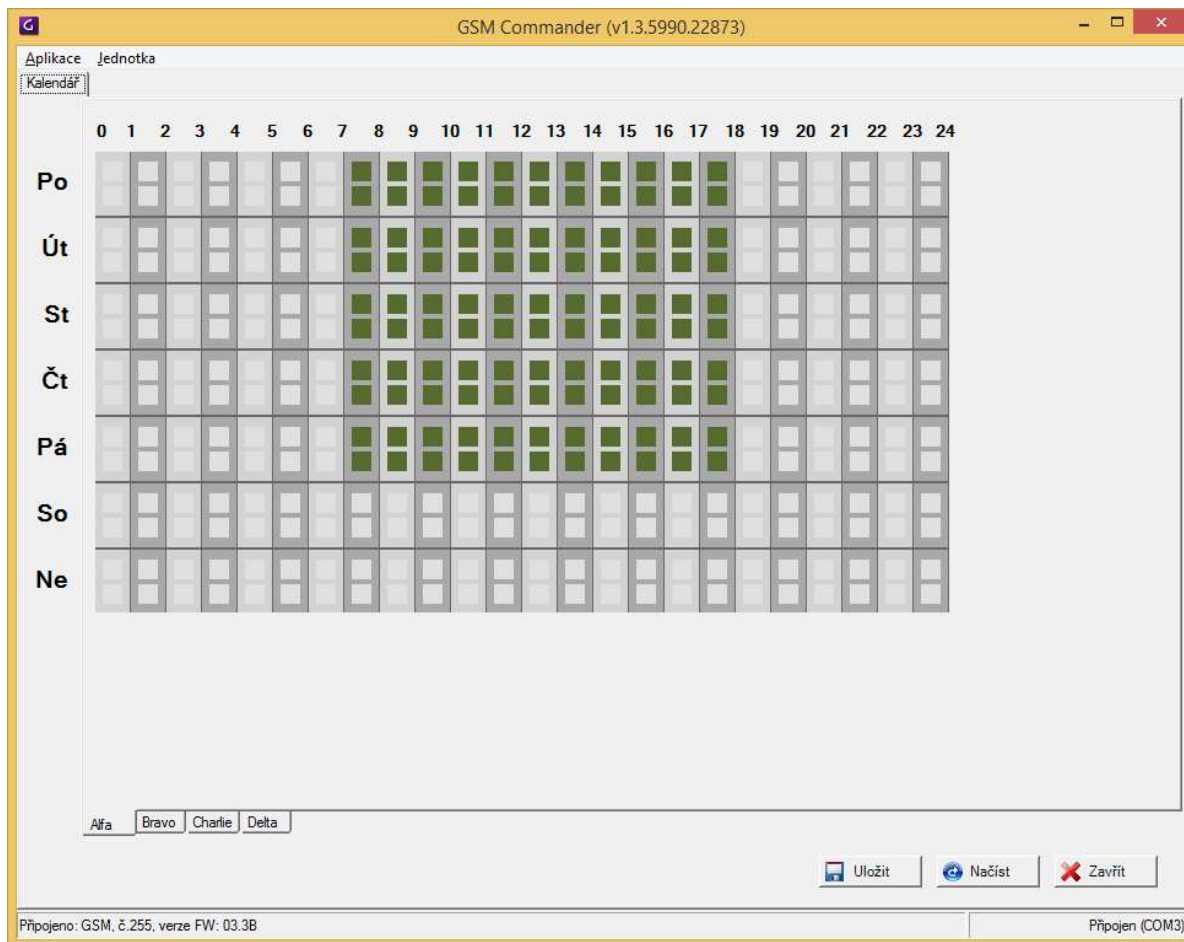 G GSM Commander (v1.3.5990.22873)
Aplikace Jednotka
Kalendář
0 1 2 3 4 5 6 7 8 9 10 11 12 13 14 15 16 17 18 19 20 21 22 23 24
Po
Út
St
Čt
Pá
So
Ne
Alfa Bravo Charlie Delta
Uložit Načíst Zavřít
Připojeno: GSM, č.255, verze FW: 03.3B Připojen (COM3)